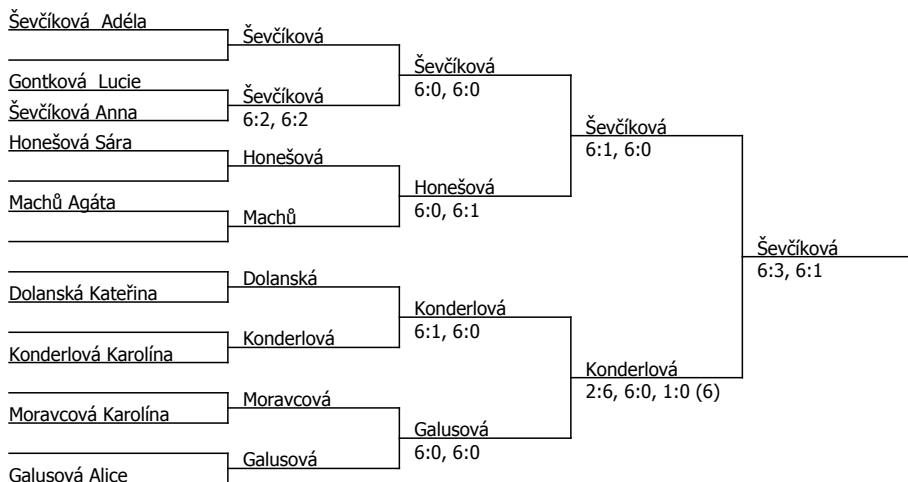 Ševčíková  Adéla
Ševčíková
Ševčíková
6:0, 6:0
Gontková  Lucie
Ševčíková
6:2, 6:2
Ševčíková Anna
Ševčíková
6:1, 6:0
Honešová Sára
Honešová
Honešová
6:0, 6:1
Machů Agáta
Machů
Ševčíková
6:3, 6:1
Dolanská
Dolanská Kateřina
Konderlová
6:1, 6:0
Konderlová
Konderlová Karolína
Konderlová
2:6, 6:0, 1:0 (6)
Moravcová
Moravcová Karolína
Galusová
6:0, 6:0
Galusová
Galusová Alice